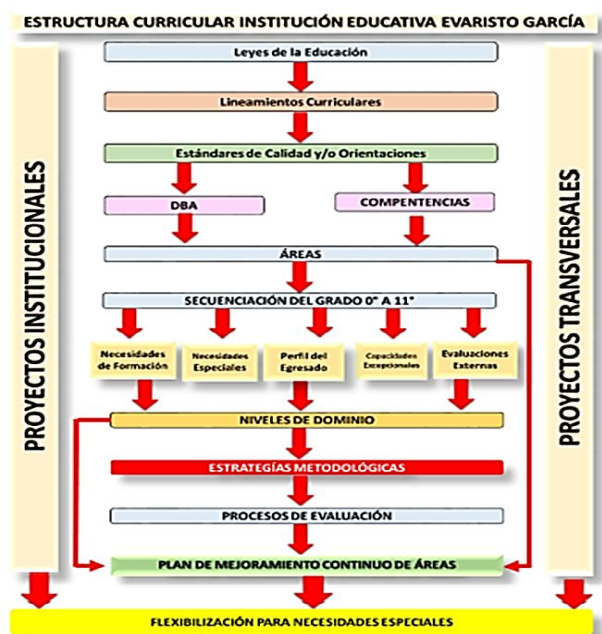 ESTRUCTURA CURRICULAR INSTITUCIÓN EDUCATIVA EVARISTO GARCÍA
PROYECTOS INSTITUCIONALES
Leyes de la Educación
Lineamientos Curriculares
Estándares de Calidad y/o Orientaciones
DBA
COMPENTENCIAS
ÁREAS
SECUENCIACIÓN DEL GRADO 0° A 11°
Necesidades
de Formación
Necesidades
Especiales
Perfil del
Egresado
Capacidades
Excepcionales
Evaluaciones
Externas
NIVELES DE DOMINIO
ESTRATEGÍAS METODOLÓGICAS
PROCESOS DE EVALUACIÓN
PLAN DE MEJORAMIENTO CONTINUO DE ÁREAS
PROYECTOS TRANSVERSALES
FLEXIBILIZACIÓN PARA NECESIDADES ESPECIALES